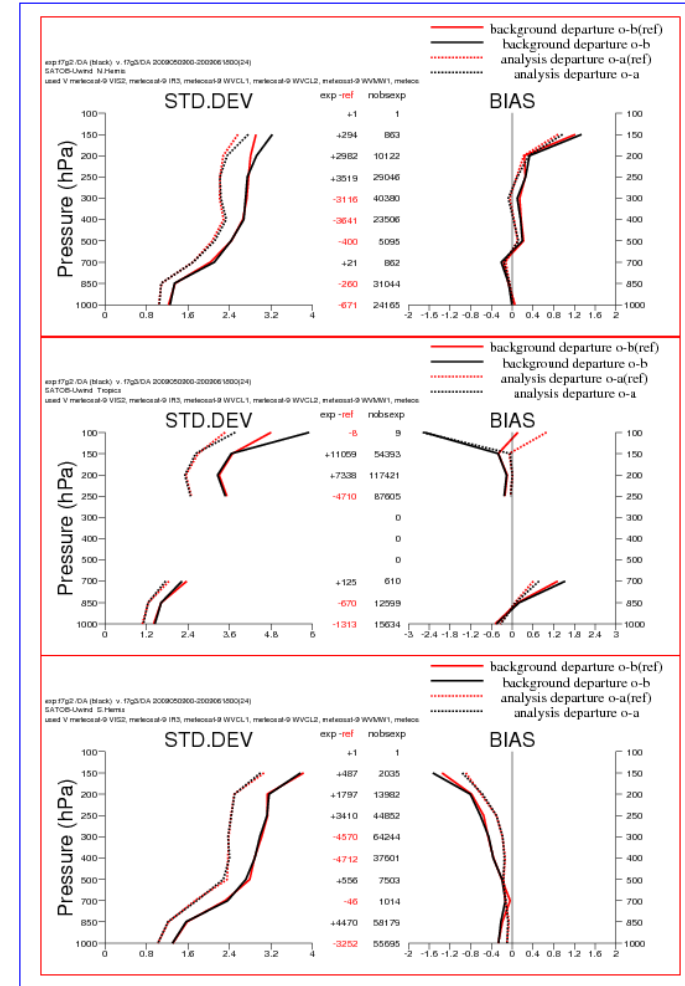 background departure o-b(ref)
background departure o-b
analysis departure o-a(ref)
analysis departure o-a
exp:f7g2 /DA (black) v. f7g3/DA 2009050900-2009061800(24)
SATOB-Uwind N.Hemis
used V meteosat-9 VIS2, meteosat-9 IR3, meteosat-9 WVCL1, meteosat-9 WVCL2, meteosat-9 WVMW1, meteos
STD.DEV exp -ref nobsexp BIAS
Pressure (hPa)
100 +1 1 100
150 +294 863 150
200 +2982 10122 200
250 +3519 29046 250
300 -3116 40380 300
400 -3641 23506 400
500 -400 5095 500
700 +21 862 700
850 -260 31044 850
1000 -671 24165 1000
0 0.8 1.6 2.4 3.2 4 -2 -1.6 -1.2 -0.8 -0.4 0 0.4 0.8 1.2 1.6 2
background departure o-b(ref)
background departure o-b
analysis departure o-a(ref)
analysis departure o-a
exp:f7g2 /DA (black) v. f7g3/DA 2009050900-2009061800(24)
SATOB-Uwind Tropics
used V meteosat-9 VIS2, meteosat-9 IR3, meteosat-9 WVCL1, meteosat-9 WVCL2, meteosat-9 WVMW1, meteos
STD.DEV exp -ref nobsexp BIAS
Pressure (hPa)
100 -8 9 100
150 +11059 54393 150
200 +7338 117421 200
250 -4710 87605 250
300 0 300
400 0 400
500 0 500
700 +125 610 700
850 -670 12599 850
1000 -1313 15634 1000
0 1.2 2.4 3.6 4.8 6 -3 -2.4 -1.8 -1.2 -0.6 0 0.6 1.2 1.8 2.4 3
background departure o-b(ref)
background departure o-b
analysis departure o-a(ref)
analysis departure o-a
exp:f7g2 /DA (black) v. f7g3/DA 2009050900-2009061800(24)
SATOB-Uwind S.Hemis
used V meteosat-9 VIS2, meteosat-9 IR3, meteosat-9 WVCL1, meteosat-9 WVCL2, meteosat-9 WVMW1, meteos
STD.DEV exp -ref nobsexp BIAS
Pressure (hPa)
100 +1 1 100
150 +487 2035 150
200 +1797 13982 200
250 +3410 44852 250
300 -4570 64244 300
400 -4712 37601 400
500 +556 7503 500
700 -46 1014 700
850 +4470 58179 850
1000 -3252 55695 1000
0 0.8 1.6 2.4 3.2 4 -2 -1.6 -1.2 -0.8 -0.4 0 0.4 0.8 1.2 1.6 2